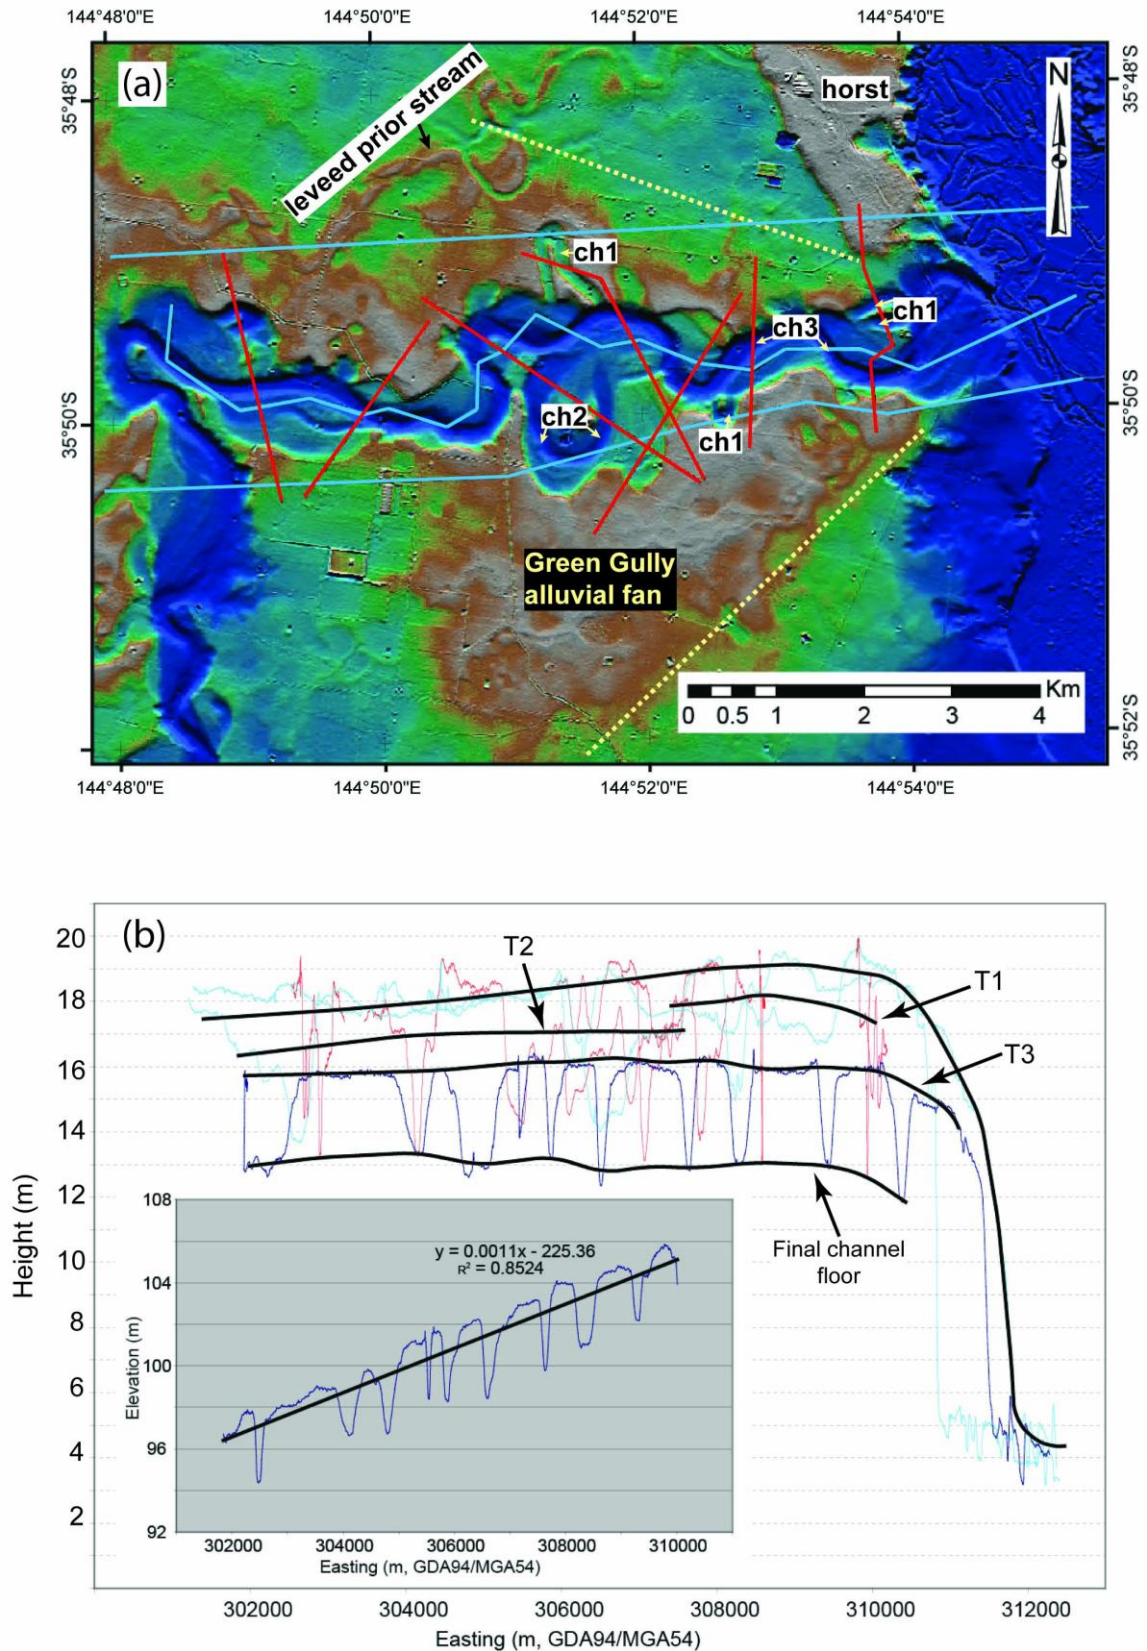 144°48'0"E 144°50'0"E 144°52'0"E 144°54'0"E
(a)
horst
N
35°48'S
35°48'S
leveed prior stream
ch1
ch1
ch3
ch2
ch1
35°50'S
35°50'S
Green Gully
alluvial fan
Km
0 0.5 1 2 3 4
35°52'S
144°48'0"E 144°50'0"E 144°52'0"E 144°54'0"E
(b)
20
18
16
14
12
10
8
6
4
2
Height (m)
T2
T1
T3
Final channel
floor
108
104
100
96
92
Elevation (m)
y = 0.0011x - 225.36
R² = 0.8524
302000 304000 306000 308000 310000
Easting (m, GDA94/MGA54)
302000 304000 306000 308000 310000 312000
Easting (m, GDA94/MGA54)